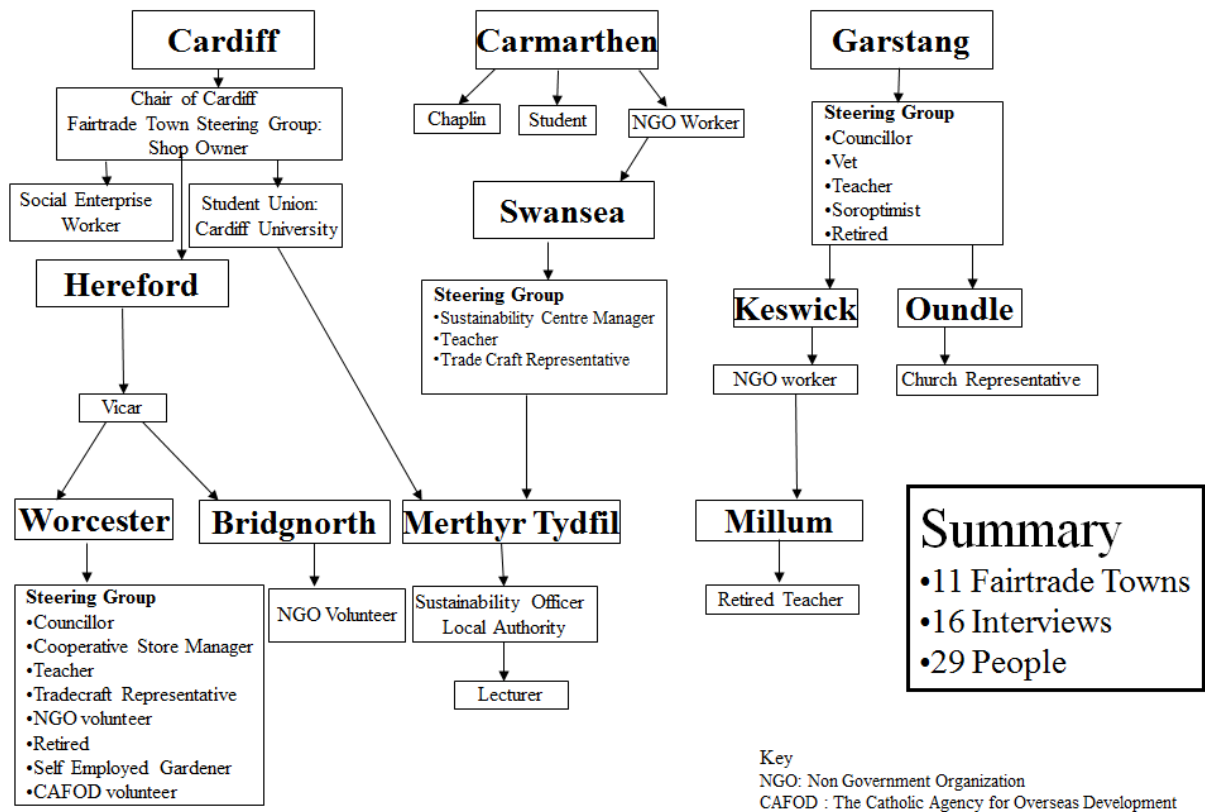 Cardiff
Chair of Cardiff
Fairtrade Town Steering Group:
Shop Owner
Social Enterprise
Worker
Student Union:
Cardiff University
Hereford
Vicar
Worcester
Steering Group
•Councillor
•Cooperative Store Manager
•Teacher
•Tradecraft Representative
•NGO volunteer
•Retired
•Self Employed Gardener
•CAFOD volunteer
Bridgnorth
NGO Volunteer
Carmarthen
Chaplin
Student
NGO Worker
Swansea
Steering Group
•Sustainability Centre Manager
•Teacher
•Trade Craft Representative
Merthyr Tydfil
Sustainability Officer
Local Authority
Lecturer
Garstang
Steering Group
•Councillor
•Vet
•Teacher
•Soroptimist
•Retired
Keswick
NGO worker
Millum
Retired Teacher
Oundle
Church Representative
Summary
•11 Fairtrade Towns
•16 Interviews
•29 People
Key
NGO: Non Government Organization
CAFOD : The Catholic Agency for Overseas Development